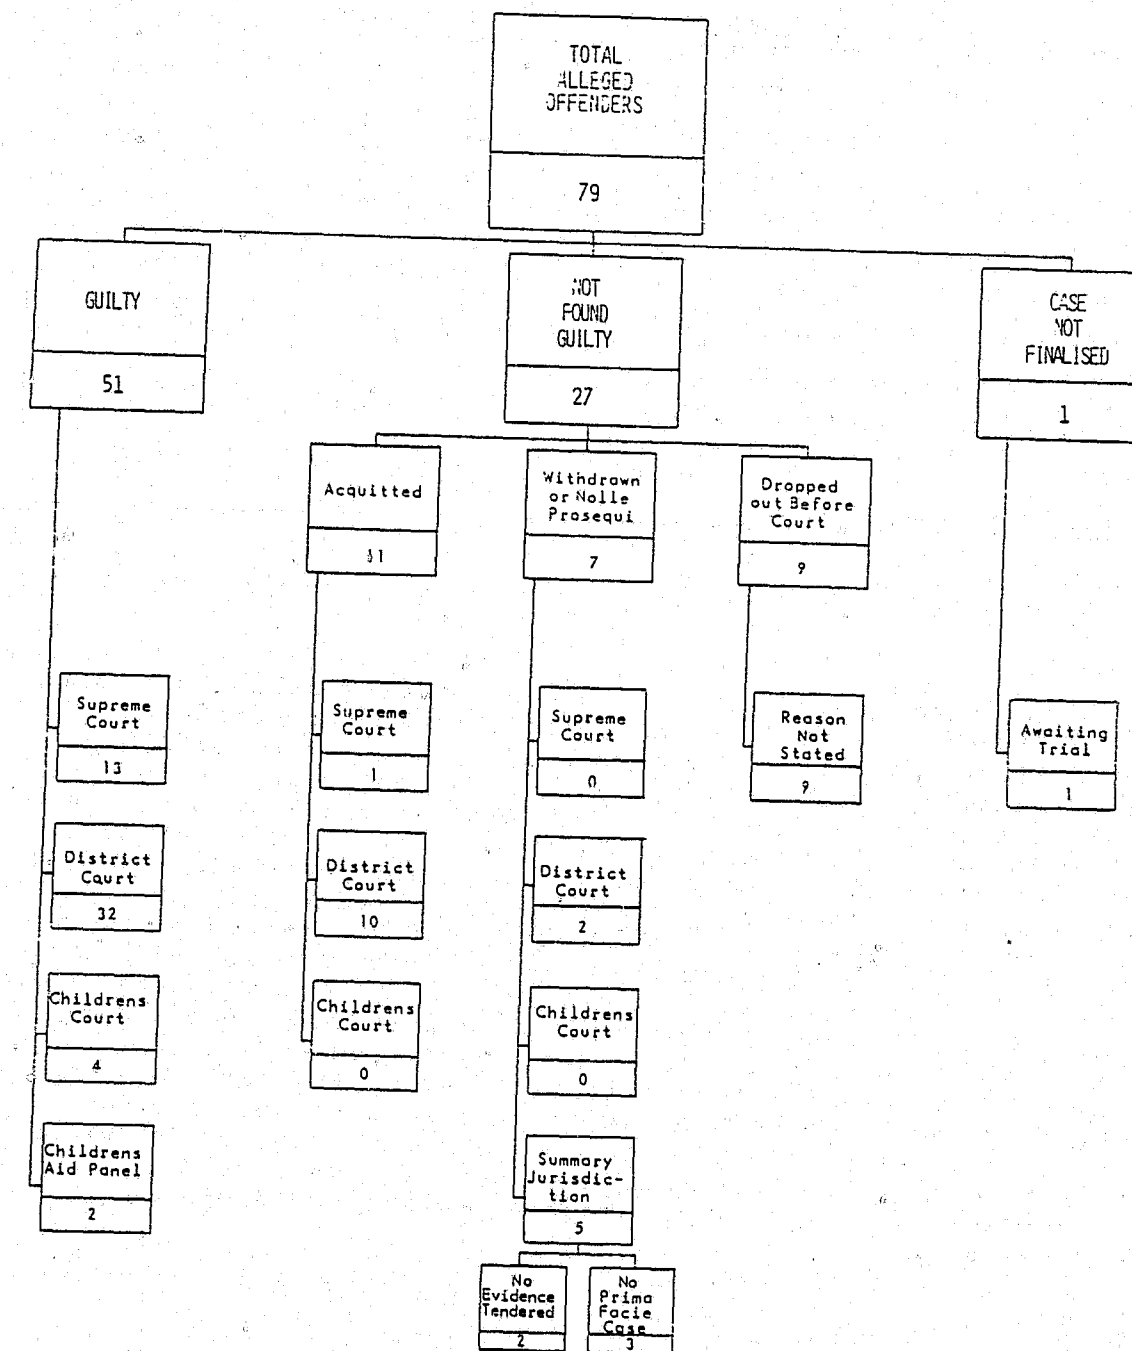 TOTAL
ALLEGED
OFFENDERS
79
GUILTY
51
NOT
FOUND
GUILTY
27
CASE
NOT
FINALISED
1
Acquitted
11
Withdrawn
or Nolle
Prosequi
7
Dropped
out Before
Court
9
Supreme
Court
13
District
Court
32
Childrens
Court
4
Childrens
Aid Panel
2
Supreme
Court
1
District
Court
10
Childrens
Court
0
Supreme
Court
0
District
Court
2
Childrens
Court
0
Summary
Jurisdic-
tion
5
No
Evidence
Tendered
2
No
Prima
Facie
Case
3
Reason
Not
Stated
9
Awaiting
Trial
1